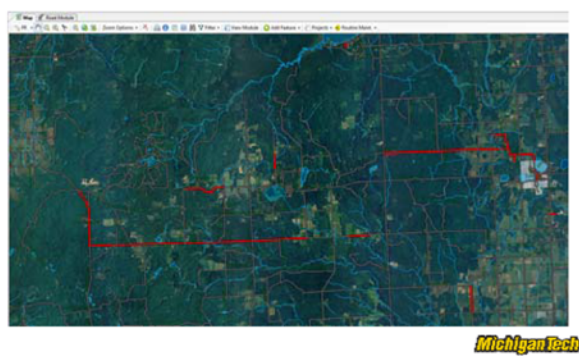 Map Road Module
Zoom Options Filter View Module Add Feature Projects Routine Maint.
MichiganTech